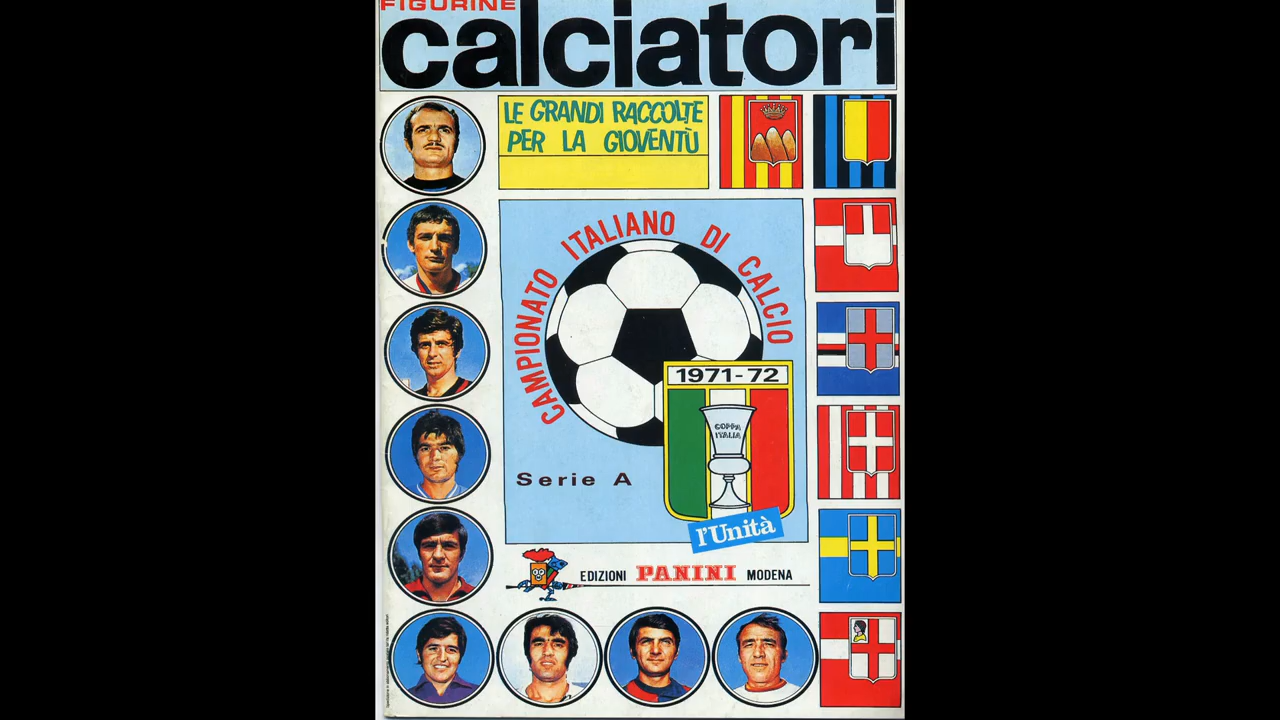 FIGURINE
calciatori
LE GRANDI RACCOLTE
PER LA GIOVENTÙ
CAMPIONATO ITALIANO DI CALCIO
1971-72
COPPA
ITALIA
Serie A
l'Unità
EDIZIONI PANINI MODENA